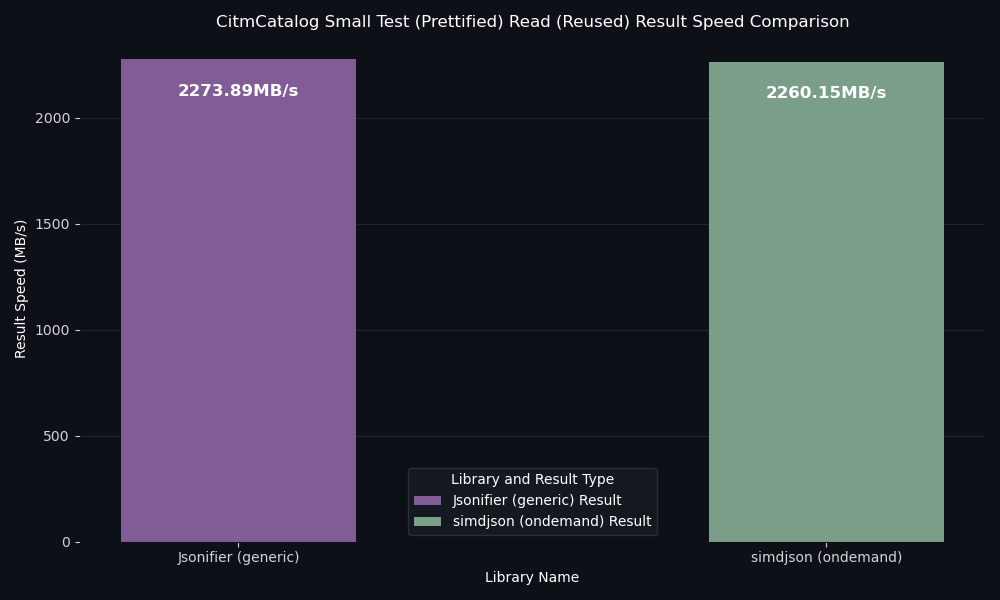 CitmCatalog Small Test (Prettified) Read (Reused) Result Speed Comparison
2273.89MB/s
2260.15MB/s
2000
1500
1000
500
0
Result Speed (MB/s)
Library and Result Type
Jsonifier (generic) Result
simdjson (ondemand) Result
Jsonifier (generic)
simdjson (ondemand)
Library Name